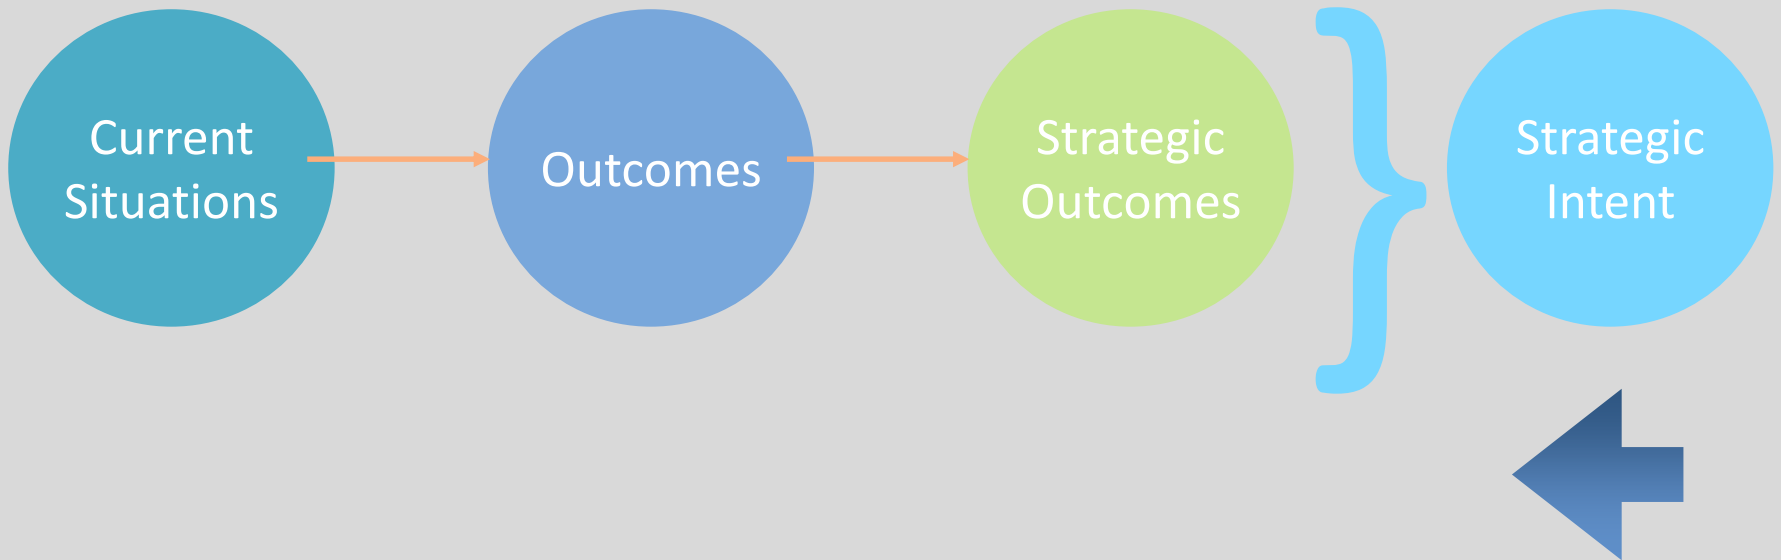 Current
Situations
Outcomes
Strategic
Outcomes
}
Strategic
Intent